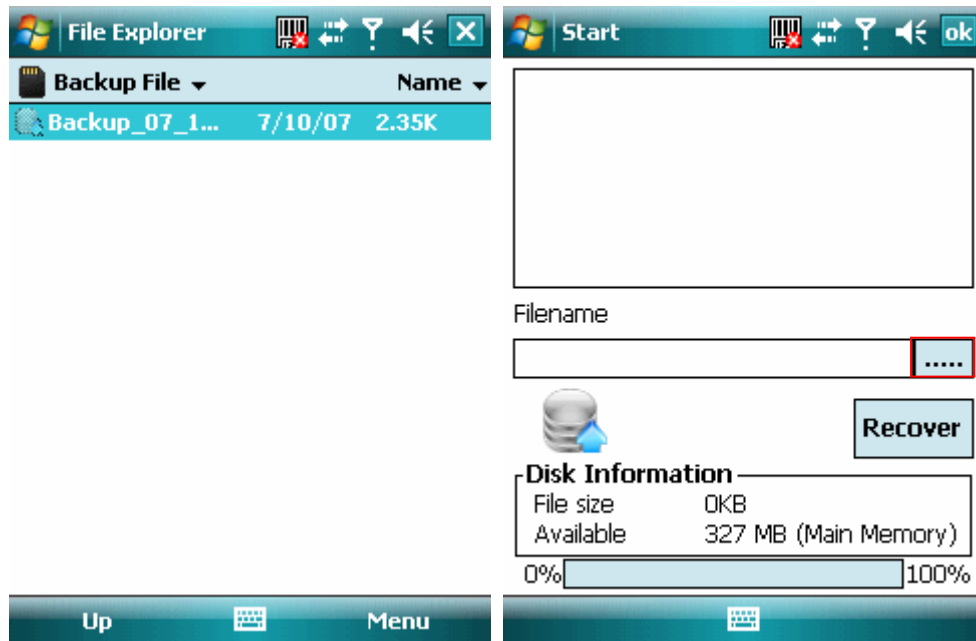 File Explorer
Backup File
Name
Backup_07_1... 7/10/07 2.35K
Up
Menu
Start
ok
Filename
.....
Recover
Disk Information
File size 0KB
Available 327 MB (Main Memory)
0% 100%